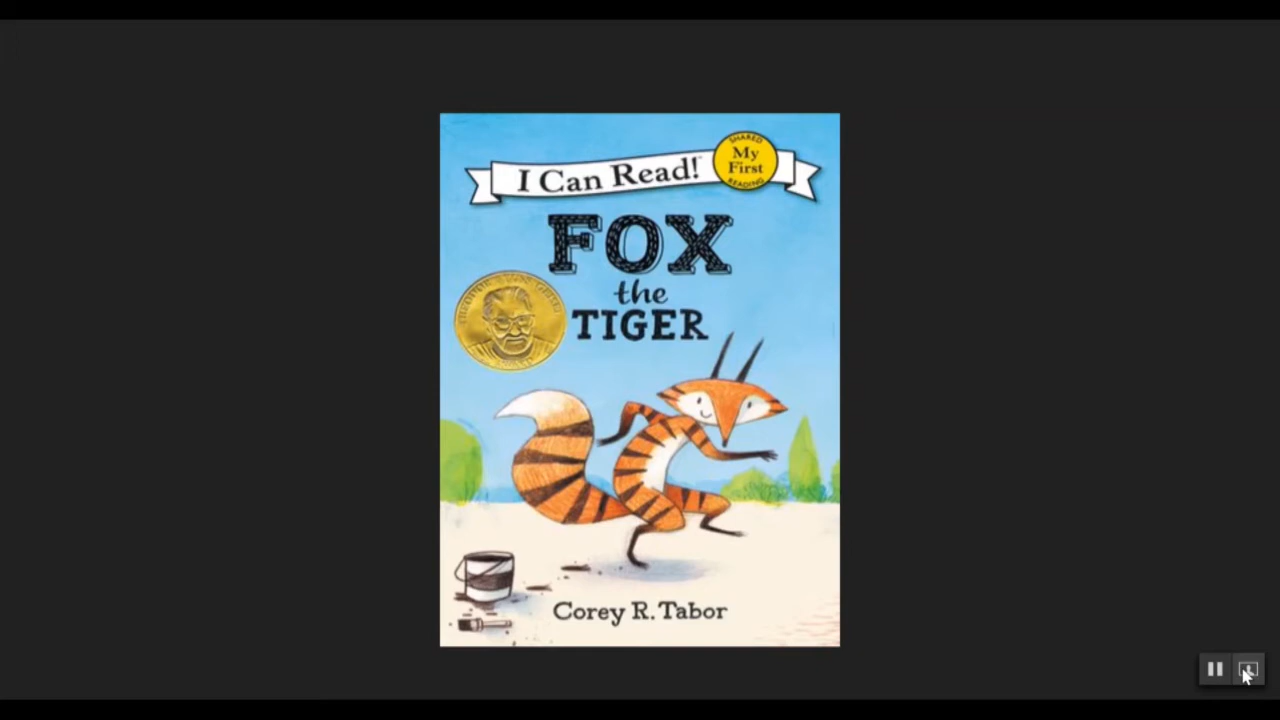 I Can Read!
SHARED
My
First
READING
FOX
the
TIGER
Corey R. Tabor